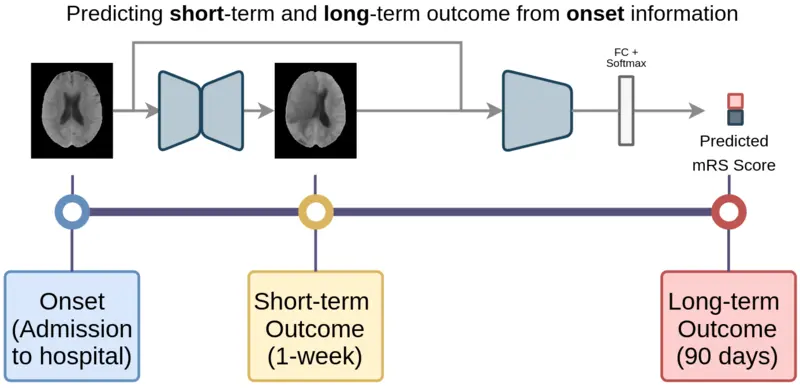 Predicting short-term and long-term outcome from onset information
FC +
Softmax
Predicted
mRS Score
Onset
(Admission
to hospital)
Short-term
Outcome
(1-week)
Long-term
Outcome
(90 days)